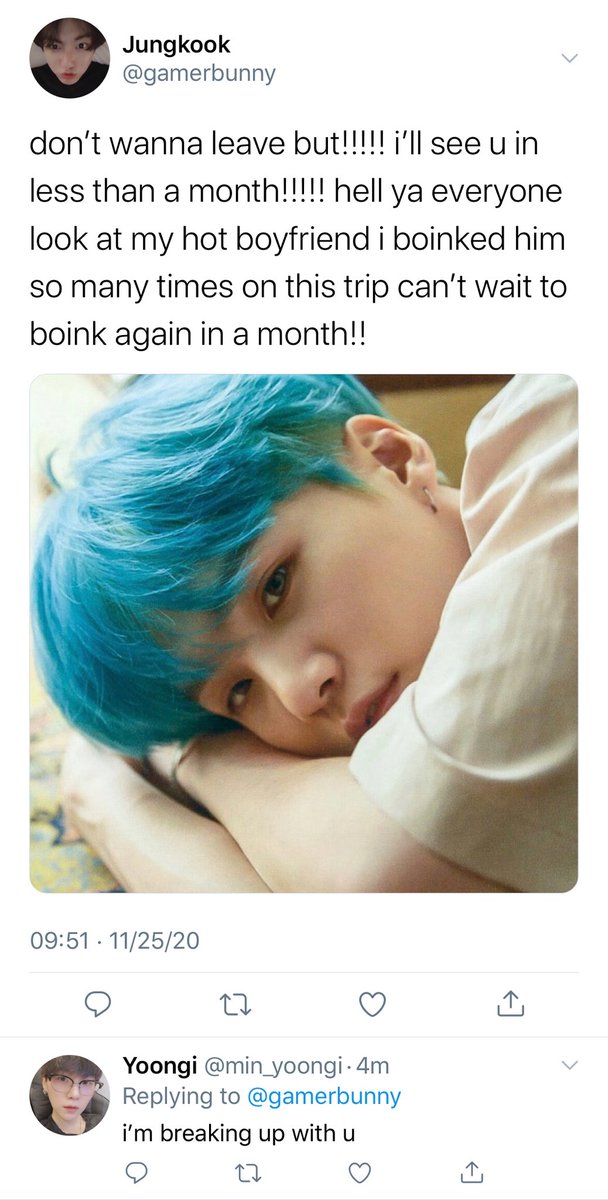 Jungkook
@gamerbunny
don’t wanna leave but!!!!! i’ll see u in
less than a month!!!!! hell ya everyone
look at my hot boyfriend i boinked him
so many times on this trip can’t wait to
boink again in a month!!
09:51 · 11/25/20
Yoongi @min_yoongi · 4m
Replying to @gamerbunny
i’m breaking up with u